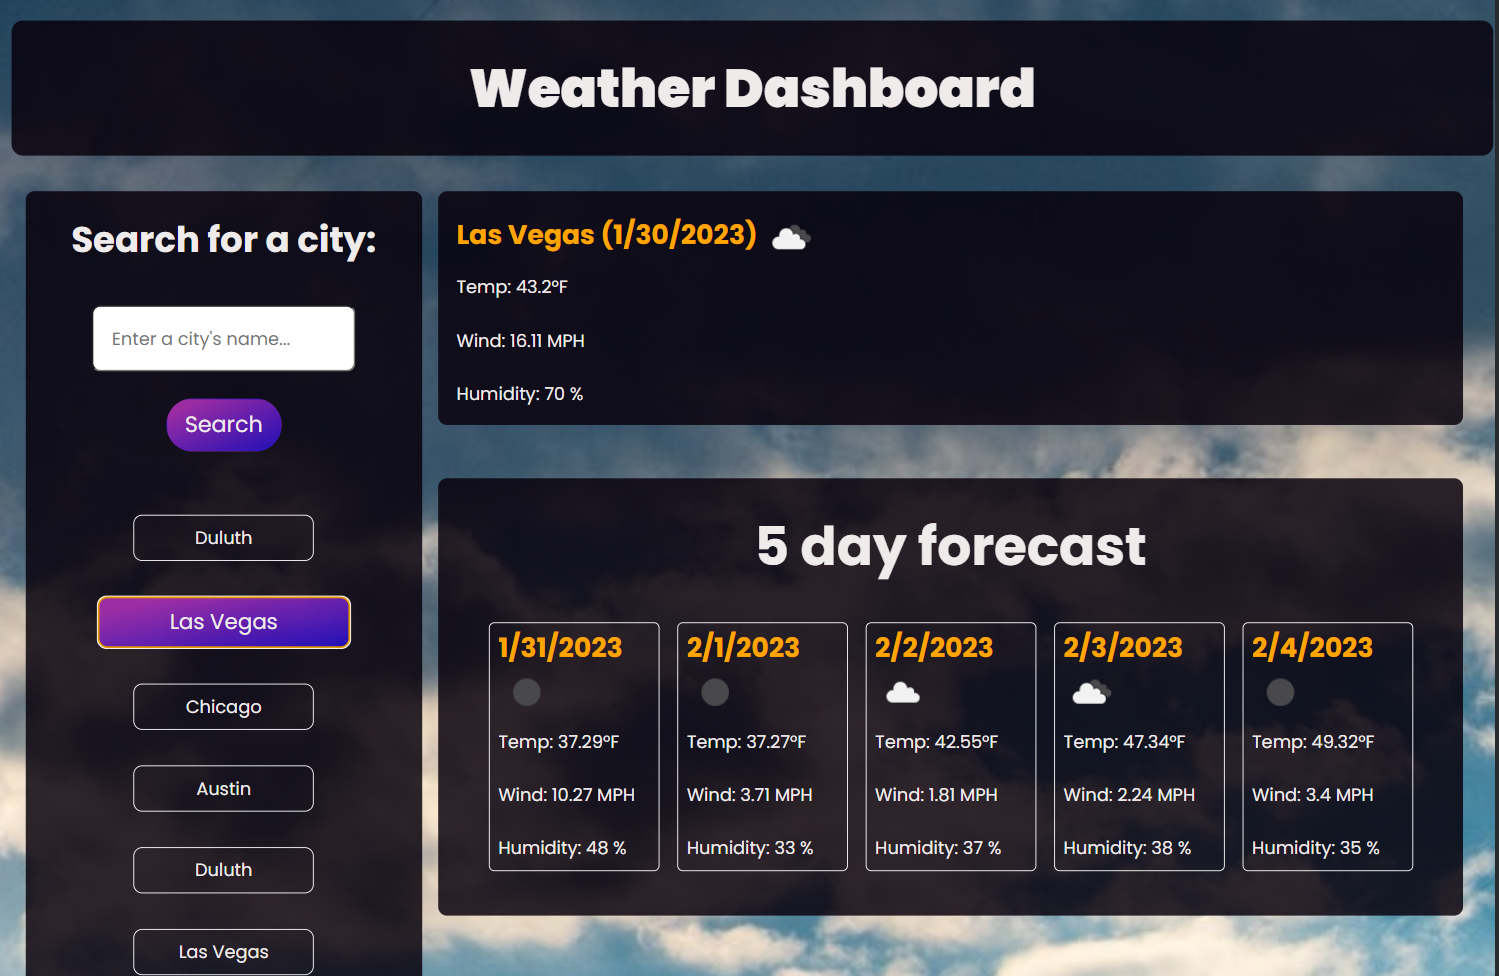 Weather Dashboard
Search for a city:
Enter a city's name...
Search
Duluth
Las Vegas
Chicago
Austin
Duluth
Las Vegas
Las Vegas (1/30/2023)
Temp: 43.2°F
Wind: 16.11 MPH
Humidity: 70 %
5 day forecast
1/31/2023
Temp: 37.29°F
Wind: 10.27 MPH
Humidity: 48 %
2/1/2023
Temp: 37.27°F
Wind: 3.71 MPH
Humidity: 33 %
2/2/2023
Temp: 42.55°F
Wind: 1.81 MPH
Humidity: 37 %
2/3/2023
Temp: 47.34°F
Wind: 2.24 MPH
Humidity: 38 %
2/4/2023
Temp: 49.32°F
Wind: 3.4 MPH
Humidity: 35 %